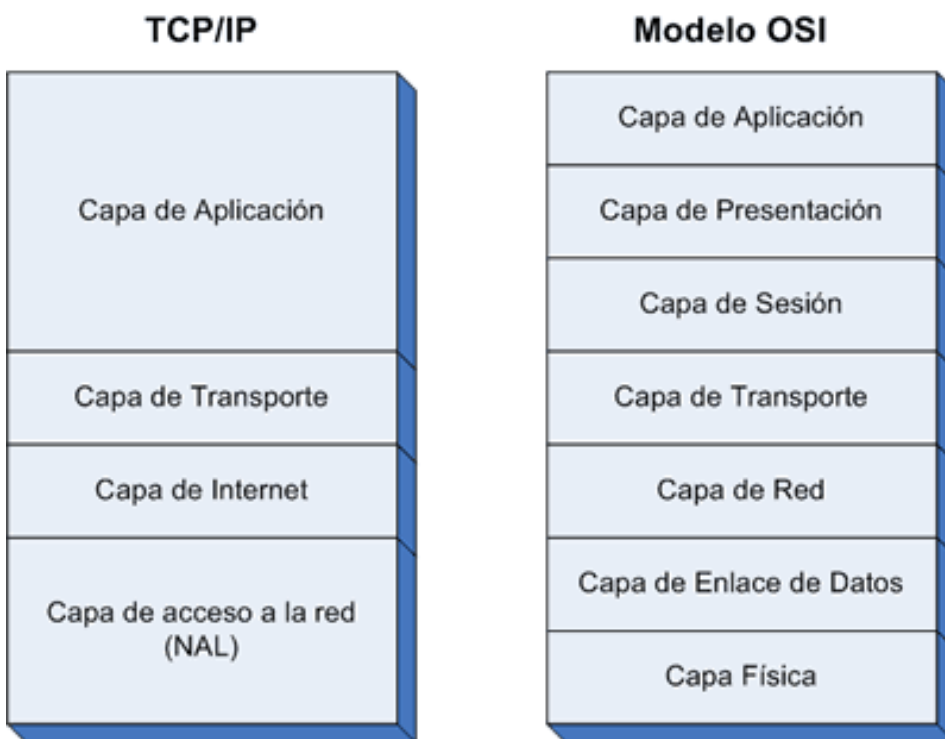 TCP/IP
Capa de Aplicación
Capa de Transporte
Capa de Internet
Capa de acceso a la red
(NAL)
Modelo OSI
Capa de Aplicación
Capa de Presentación
Capa de Sesión
Capa de Transporte
Capa de Red
Capa de Enlace de Datos
Capa Física